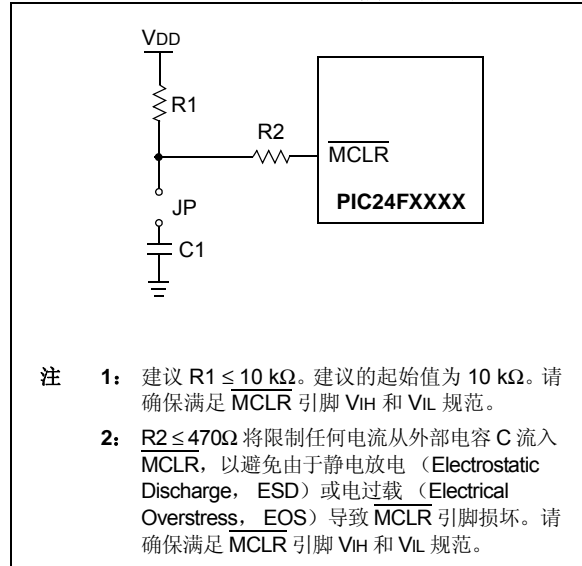 VDD
R1
R2
MCLR
JP
PIC24FXXXX
C1
注 1： 建议 R1 ≤ 10 kΩ。建议的起始值为 10 kΩ。请
确保满足 MCLR 引脚 VIH 和 VIL 规范。
2： R2 ≤ 470Ω 将限制任何电流从外部电容 C 流入
MCLR，以避免由于静电放电 （Electrostatic
Discharge， ESD）或电过载 （Electrical
Overstress， EOS）导致 MCLR 引脚损坏。请
确保满足 MCLR 引脚 VIH 和 VIL 规范。